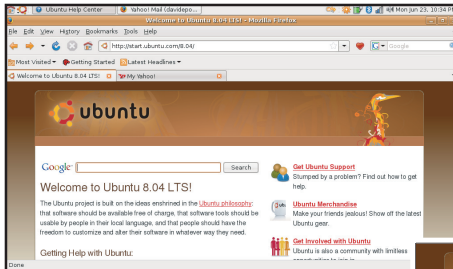 Ubuntu Help Center
Yahoo! Mail (davidepo...
Mon Jun 23, 10:34 PM
Welcome to Ubuntu 8.04 LTS! - Mozilla Firefox
File Edit View History Bookmarks Tools Help
http://start.ubuntu.com/8.04/
Google
Most Visited Getting Started Latest Headlines
Welcome to Ubuntu 8.04 LTS!
My Yahoo!
ubuntu
Google
Search
Welcome to Ubuntu 8.04 LTS!
The Ubuntu project is built on the ideas enshrined in the Ubuntu philosophy:
that software should be available free of charge, that software tools should be
usable by people in their local language, and that people should have the
freedom to customize and alter their software in whatever way they need.
Getting Help with Ubuntu:
Get Ubuntu Support
Stumped by a problem? Find out how to get
help.
Ubuntu Merchandise
Make your friends jealous! Show off the latest
Ubuntu gear.
Get Involved with Ubuntu
Ubuntu is also a community with limitless
opportunities to join in
Done